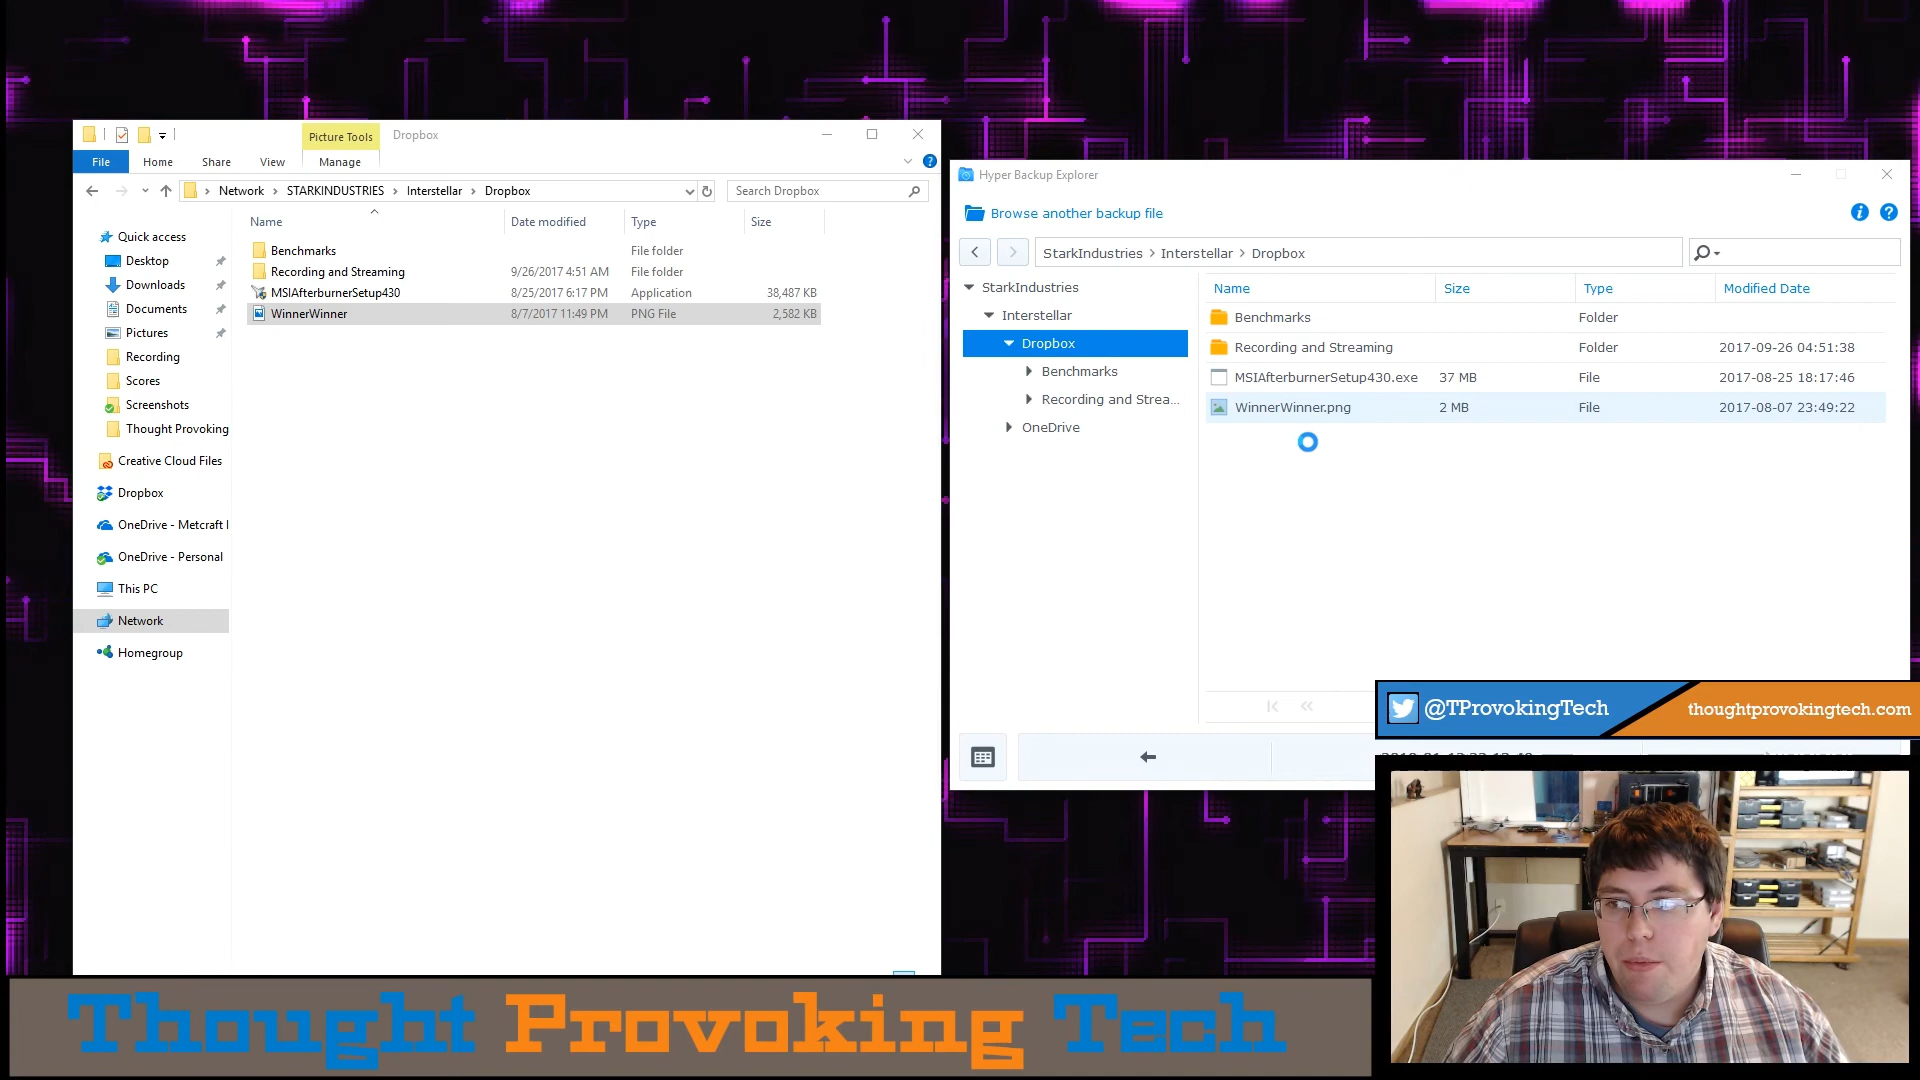 Picture Tools
Dropbox
File
Home
Share
View
Manage
Network
STARKINDUSTRIES
Interstellar
Dropbox
Search Dropbox
Name
Date modified
Type
Size
Quick access
Desktop
Downloads
Documents
Pictures
Recording
Scores
Screenshots
Thought Provoking
Creative Cloud Files
Dropbox
OneDrive - Metcraft I
OneDrive - Personal
This PC
Network
Homegroup
Benchmarks File folder
Recording and Streaming 9/26/2017 4:51 AM File folder
MSIAfterburnerSetup430 8/25/2017 6:17 PM Application 38,487 KB
WinnerWinner 8/7/2017 11:49 PM PNG File 2,582 KB
Hyper Backup Explorer
Browse another backup file
StarkIndustries
Interstellar
Dropbox
StarkIndustries
Interstellar
Dropbox
Benchmarks
Recording and Strea...
OneDrive
Name Size Type Modified Date
Benchmarks Folder
Recording and Streaming Folder 2017-09-26 04:51:38
MSIAfterburnerSetup430.exe 37 MB File 2017-08-25 18:17:46
WinnerWinner.png 2 MB File 2017-08-07 23:49:22
@TProvokingTech
thoughtprovokingtech.com
Thought Provoking Tech